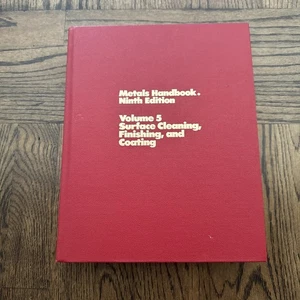 Metals Handbook®
Ninth Edition
Volume 5
Surface Cleaning,
Finishing, and
Coating